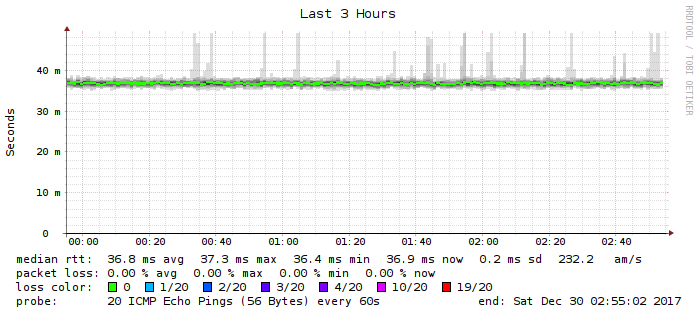 Last 3 Hours
RRDTOOL / TOBI OETIKER
Seconds
40 m
30 m
20 m
10 m
0
00:00 00:20 00:40 01:00 01:20 01:40 02:00 02:20 02:40
median rtt: 36.8 ms avg 37.3 ms max 36.4 ms min 36.9 ms now 0.2 ms sd 232.2 am/s
packet loss: 0.00 % avg 0.00 % max 0.00 % min 0.00 % now
loss color: 0 1/20 2/20 3/20 4/20 10/20 19/20
probe: 20 ICMP Echo Pings (56 Bytes) every 60s end: Sat Dec 30 02:55:02 2017